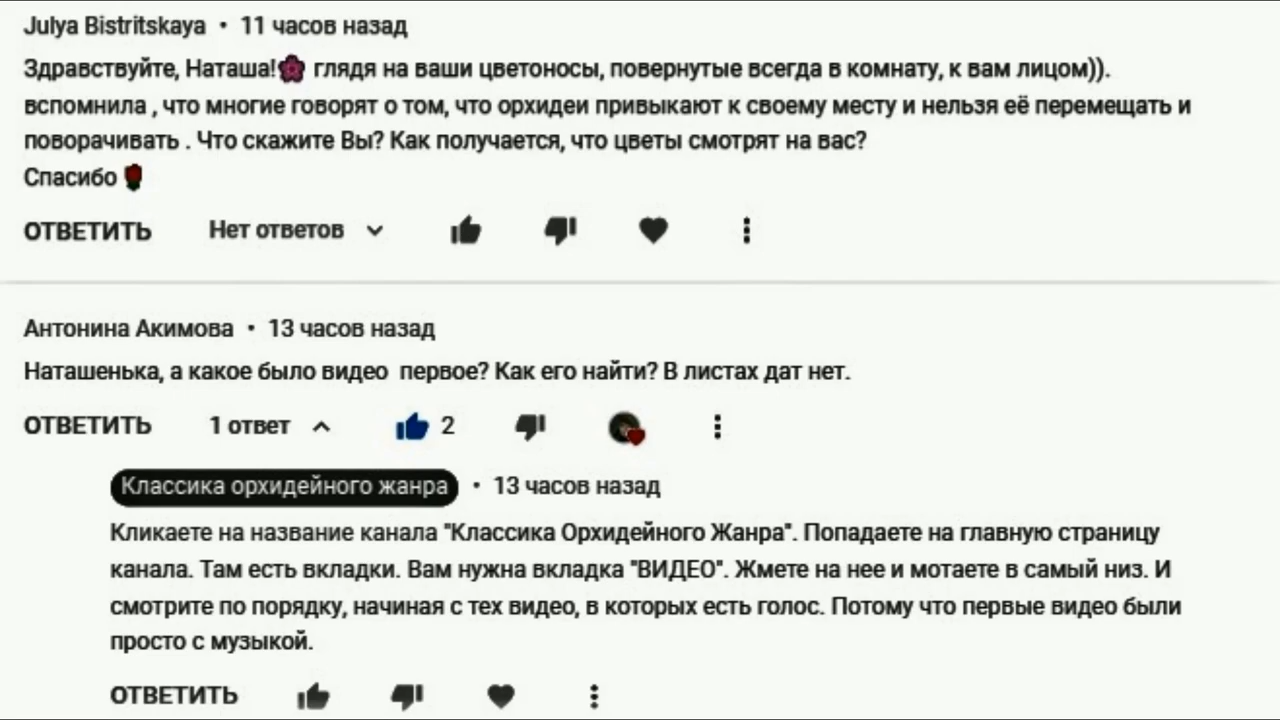 Julya Bistritskaya • 11 часов назад
Здравствуйте, Наташа!🌸 глядя на ваши цветоносы, повернутые всегда в комнату, к вам лицом)).
вспомнила , что многие говорят о том, что орхидеи привыкают к своему месту и нельзя её перемещать и
поворачивать . Что скажите Вы? Как получается, что цветы смотрят на вас?
Спасибо🌹
ОТВЕТИТЬ Нет ответов
Антонина Акимова • 13 часов назад
Наташенька, а какое было видео первое? Как его найти? В листах дат нет.
ОТВЕТИТЬ 1 ответ 2
Классика орхидейного жанра • 13 часов назад
Кликаете на название канала "Классика Орхидейного Жанра". Попадаете на главную страницу
канала. Там есть вкладки. Вам нужна вкладка "ВИДЕО". Жмете на нее и мотаете в самый низ. И
смотрите по порядку, начиная с тех видео, в которых есть голос. Потому что первые видео были
просто с музыкой.
ОТВЕТИТЬ